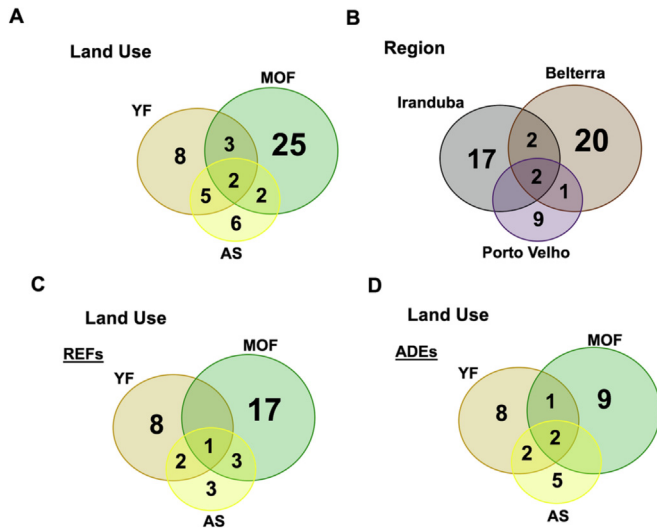 A
Land Use
YF
MOF
8
3
25
5
2
2
6
AS
B
Region
Iranduba
Belterra
17
2
20
2
1
9
Porto Velho
C
Land Use
REFs
YF
MOF
8
17
1
2
3
3
AS
D
Land Use
ADEs
YF
MOF
8
1
9
2
2
5
AS